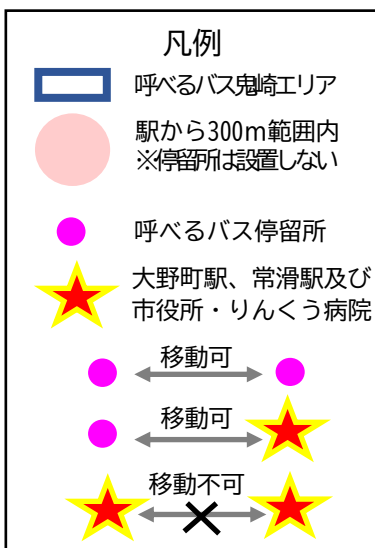 凡例
呼べるバス鬼崎エリア
駅から300m範囲内
※停留所は設置しない
呼べるバス停留所
大野町駅、常滑駅及び
市役所・りんくう病院
移動可
移動可
移動不可